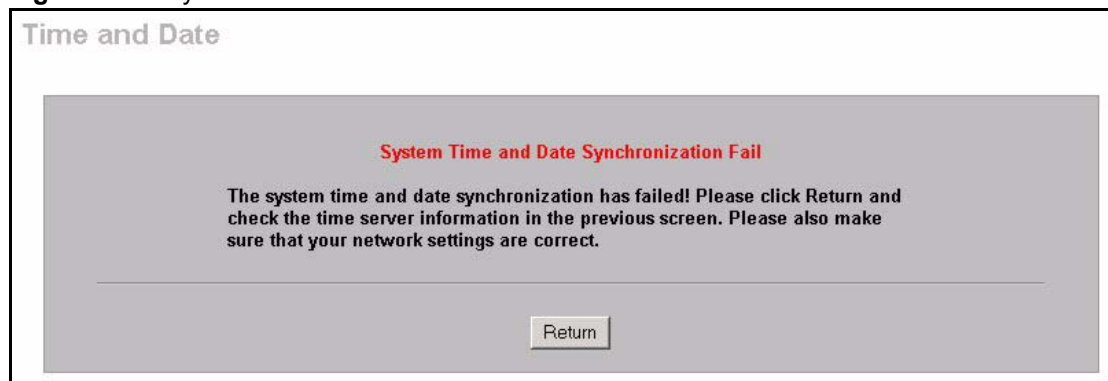 Time and Date
System Time and Date Synchronization Fail
The system time and date synchronization has failed! Please click Return and
check the time server information in the previous screen. Please also make
sure that your network settings are correct.
Return